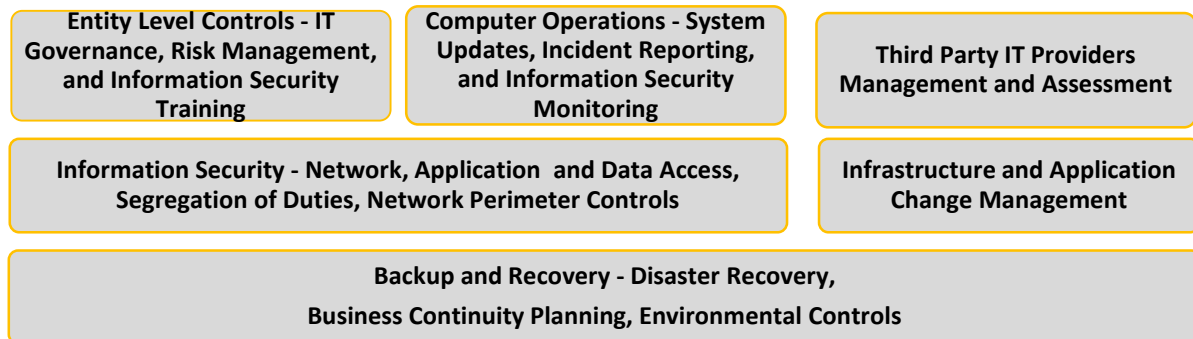 Entity Level Controls - IT
Governance, Risk Management,
and Information Security
Training
Computer Operations - System
Updates, Incident Reporting,
and Information Security
Monitoring
Third Party IT Providers
Management and Assessment
Information Security - Network, Application  and Data Access,
Segregation of Duties, Network Perimeter Controls
Infrastructure and Application
Change Management
Backup and Recovery - Disaster Recovery,
Business Continuity Planning, Environmental Controls